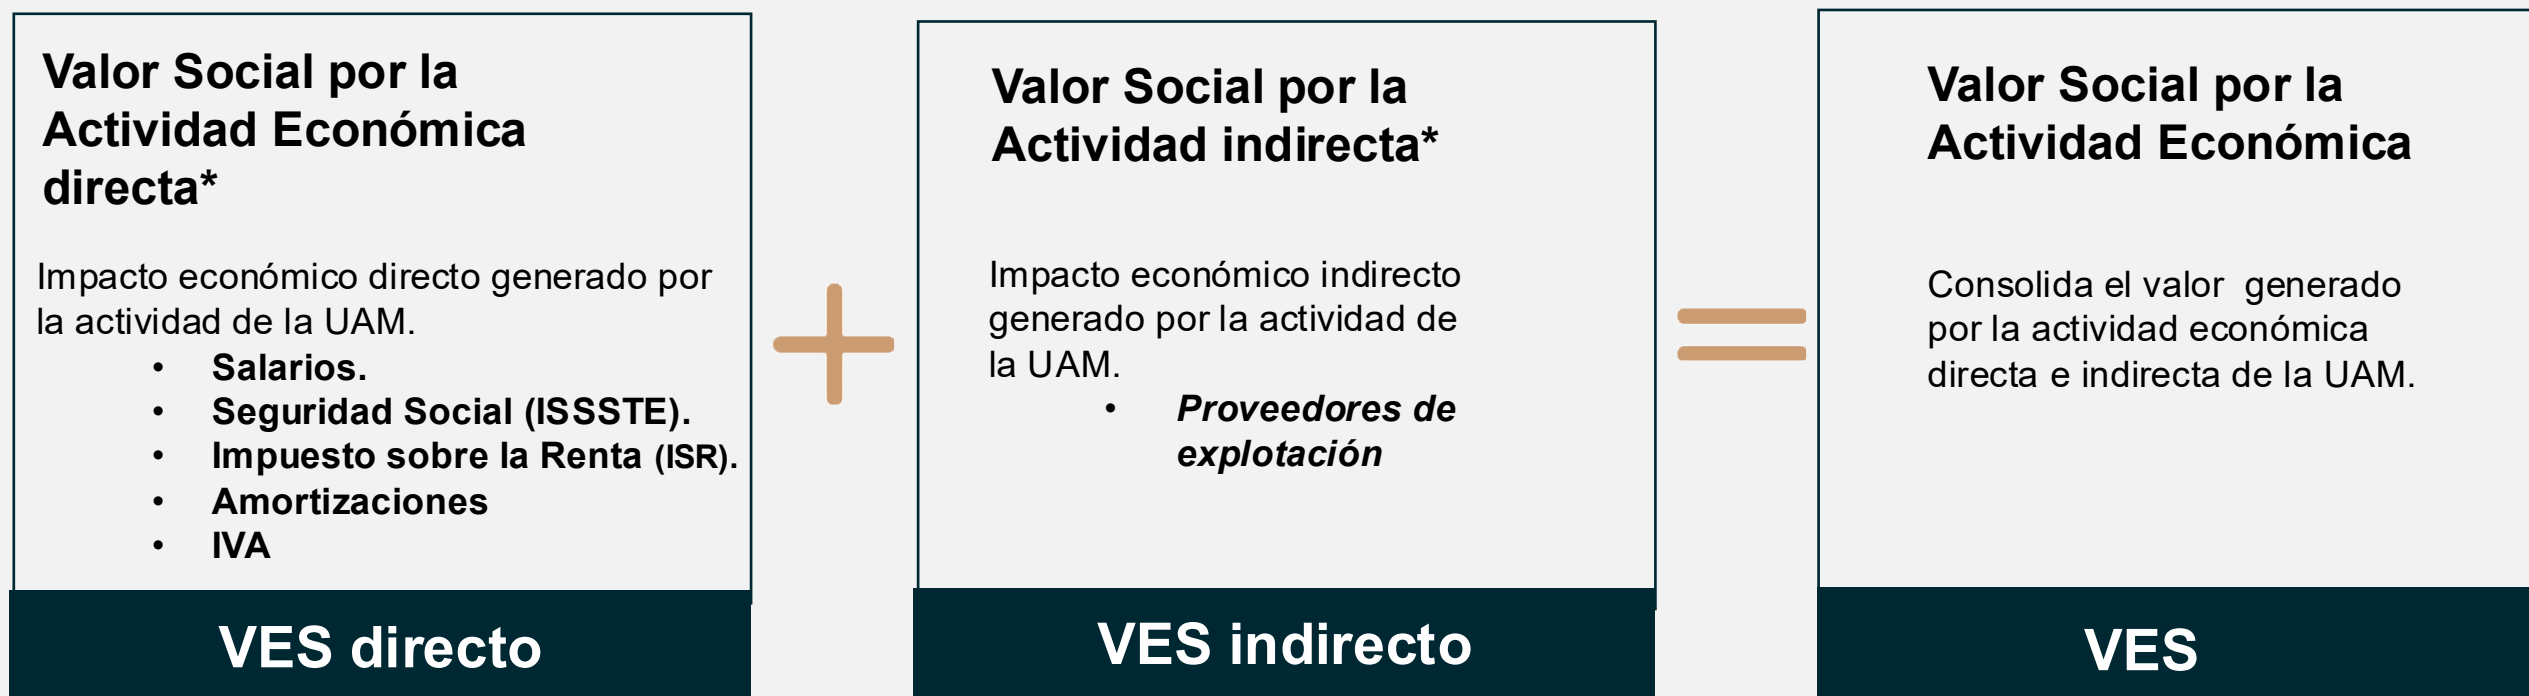 Valor Social por la
Actividad Económica
directa*
Impacto económico directo generado por
la actividad de la UAM.
• Salarios.
• Seguridad Social (ISSSTE).
• Impuesto sobre la Renta (ISR).
• Amortizaciones
• IVA
VES directo
+
Valor Social por la
Actividad indirecta*
Impacto económico indirecto
generado por la actividad de
la UAM.
• Proveedores de
explotación
VES indirecto
=
Valor Social por la
Actividad Económica
Consolida el valor  generado
por la actividad económica
directa e indirecta de la UAM.
VES